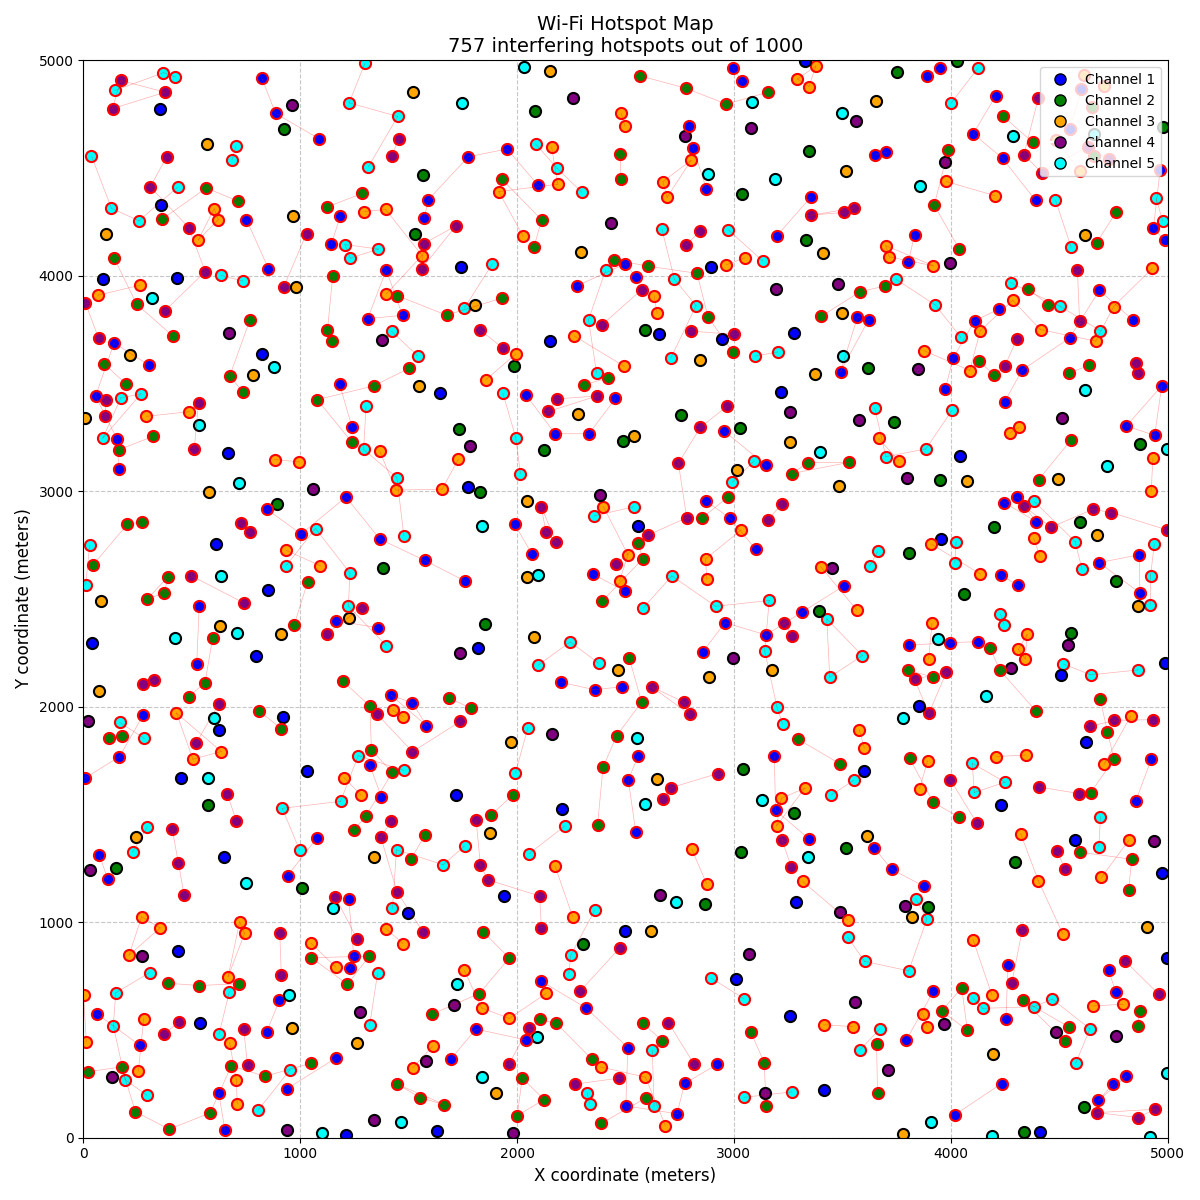 Wi-Fi Hotspot Map
757 interfering hotspots out of 1000
Channel 1
Channel 2
Channel 3
Channel 4
Channel 5
5000
4000
3000
2000
1000
0
Y coordinate (meters)
0 1000 2000 3000 4000 5000
X coordinate (meters)